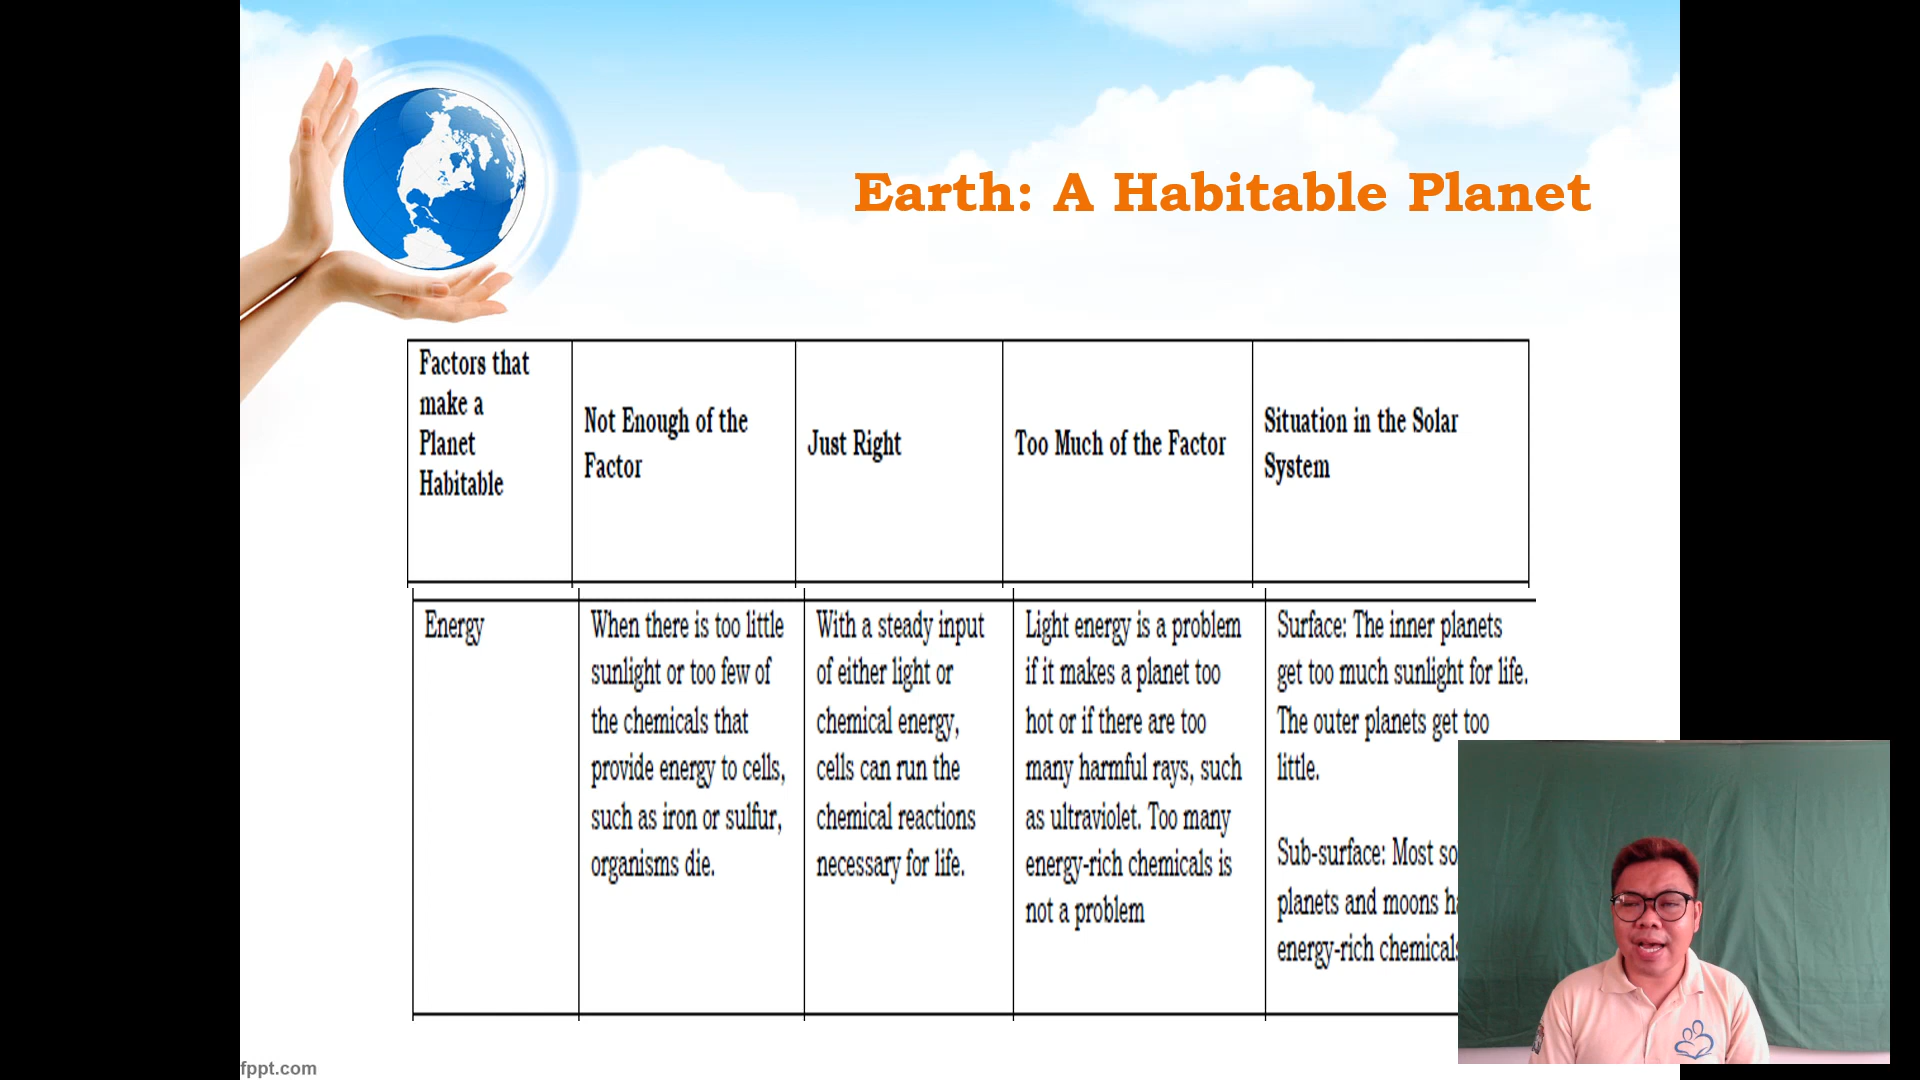 Earth: A Habitable Planet
Factors that
make a
Planet
Habitable
Not Enough of the
Factor
Just Right
Too Much of the Factor
Situation in the Solar
System
Energy
When there is too little
sunlight or too few of
the chemicals that
provide energy to cells,
such as iron or sulfur,
organisms die.
With a steady input
of either light or
chemical energy,
cells can run the
chemical reactions
necessary for life.
Light energy is a problem
if it makes a planet too
hot or if there are too
many harmful rays, such
as ultraviolet. Too many
energy-rich chemicals is
not a problem
Surface: The inner planets
get too much sunlight for life.
The outer planets get too
little.
Sub-surface: Most
planets and moons
energy-rich
fppt.com